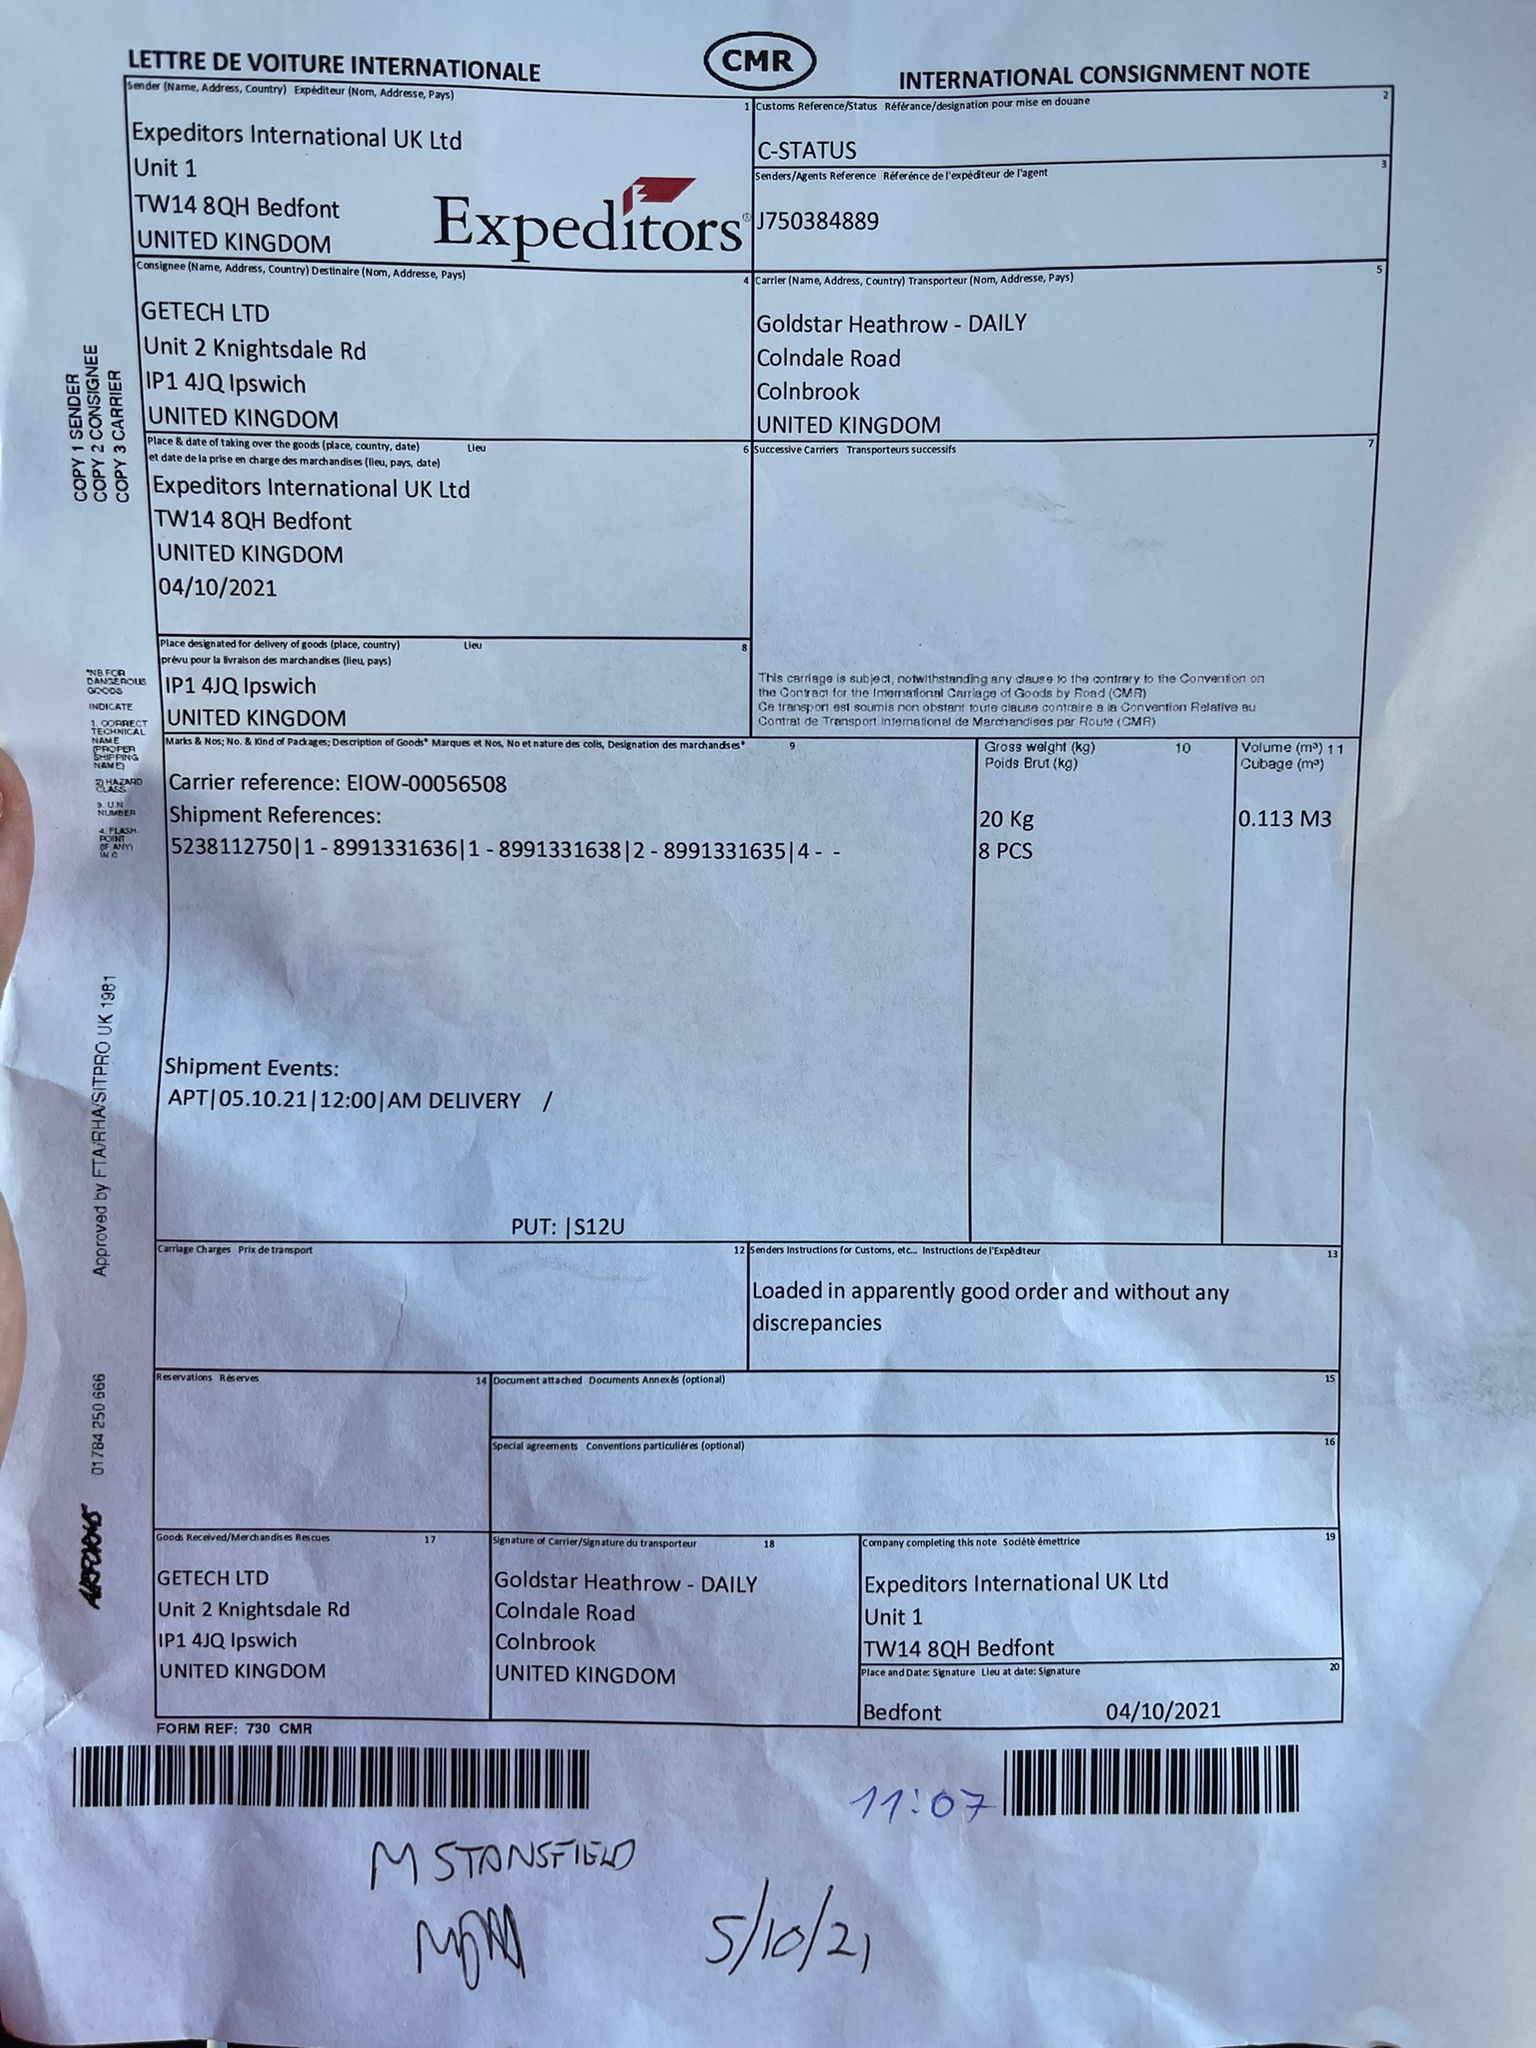 LETTRE DE VOITURE INTERNATIONALE
CMR
INTERNATIONAL CONSIGNMENT NOTE
Sender (Name, Address, Country) Expéditeur (Nom, Addresse, Pays)
1
Expeditors International UK Ltd
Unit 1
TW14 8QH Bedfont
UNITED KINGDOM
Expeditors®
Customs Reference/Status Référance/designation pour mise en douane
2
C-STATUS
Senders/Agents Reference Référence de l'expéditeur de l'agent
3
J750384889
Consignee (Name, Address, Country) Destinaire (Nom, Addresse, Pays)
4
GETECH LTD
Unit 2 Knightsdale Rd
IP1 4JQ Ipswich
UNITED KINGDOM
Carrier (Name, Address, Country) Transporteur (Nom, Addresse, Pays)
5
Goldstar Heathrow - DAILY
Colndale Road
Colnbrook
UNITED KINGDOM
COPY 1 SENDER
COPY 2 CONSIGNEE
COPY 3 CARRIER
Place & date of taking over the goods (place, country, date) Lieu
6
et date de la prise en charge des marchandises (lieu, pays, date)
Expeditors International UK Ltd
TW14 8QH Bedfont
UNITED KINGDOM
04/10/2021
Successive Carriers Transporteurs successifs
7
Place designated for delivery of goods (place, country) Lieu
8
prévu pour la livraison des marchandises (lieu, pays)
IP1 4JQ Ipswich
UNITED KINGDOM
This carriage is subject, notwithstanding any clause to the contrary to the Convention on
the Contract for the International Carriage of Goods by Road (CMR)
Ce transport est soumis non obstant toute clause contraire a la Convention Relative au
Contrat de Transport International de Marchandises par Route (CMR)
*NB FOR
DANGEROUS
GOODS
INDICATE
1. CORRECT
TECHNICAL
NAME
(PROPER
SHIPPING
NAME)
2) HAZARD
CLASS
3. U.N
NUMBER
4. FLASH-
POINT
(IF ANY)
IN C
Marks & Nos; No. & Kind of Packages; Description of Goods* Marques et Nos, No et nature des colis, Designation des marchandises*
9
Carrier reference: EIOW-00056508
Shipment References:
5238112750|1 - 8991331636|1 - 8991331638|2 - 8991331635|4 - -
Gross weight (kg) 10
Poids Brut (kg)
20 Kg
8 PCS
Volume (m³) 11
Cubage (m³)
0.113 M3
Shipment Events:
APT|05.10.21|12:00|AM DELIVERY /
PUT: |S12U
Approved by FTA/RHA/SITPRO UK 1981
01784 250 666
Carriage Charges Prix de transport
12
Senders Instructions for Customs, etc... Instructions de l'Expéditeur
13
Loaded in apparently good order and without any
discrepancies
Reservations Réserves
14
Document attached Documents Annexés (optional)
15
Special agreements Conventions particulières (optional)
16
Goods Received/Merchandises Rescues
17
GETECH LTD
Unit 2 Knightsdale Rd
IP1 4JQ Ipswich
UNITED KINGDOM
Signature of Carrier/Signature du transporteur
18
Goldstar Heathrow - DAILY
Colndale Road
Colnbrook
UNITED KINGDOM
Company completing this note Société émettrice
19
Expeditors International UK Ltd
Unit 1
TW14 8QH Bedfont
Place and Date: Signature Lieu at date: Signature
20
Bedfont 04/10/2021
FORM REF: 730 CMR
11:07
M STANSFIELD
5/10/21